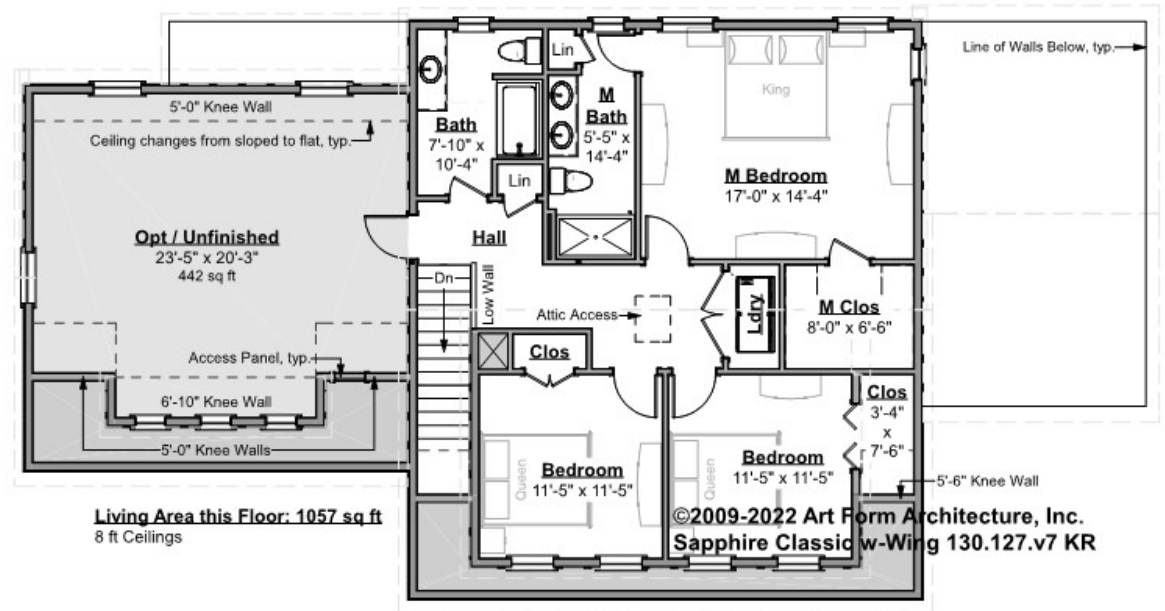 Line of Walls Below, typ.
5'-0" Knee Wall
Ceiling changes from sloped to flat, typ.
Opt / Unfinished
23'-5" x 20'-3"
442 sq ft
Access Panel, typ.
6'-10" Knee Wall
5'-0" Knee Walls
Living Area this Floor: 1057 sq ft
8 ft Ceilings
Bath
7'-10" x
10'-4"
Lin
Lin
M
Bath
5'-5" x
14'-4"
King
M Bedroom
17'-0" x 14'-4"
Hall
Dn
Low Wall
Attic Access
Ldry
M Clos
8'-0" x 6'-6"
Clos
Clos
3'-4"
x
7'-6"
Queen
Bedroom
11'-5" x 11'-5"
Queen
Bedroom
11'-5" x 11'-5"
5'-6" Knee Wall
©2009-2022 Art Form Architecture, Inc.
Sapphire Classic w-Wing 130.127.v7 KR